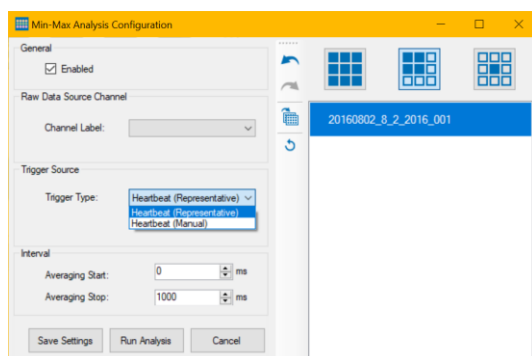 Min-Max Analysis Configuration
General
Enabled
Raw Data Source Channel
Channel Label:
Trigger Source
Trigger Type:
Heartbeat (Representative)
Heartbeat (Representative)
Heartbeat (Manual)
Interval
Averaging Start:
0
ms
Averaging Stop:
1000
ms
Save Settings
Run Analysis
Cancel
20160802_8_2_2016_001